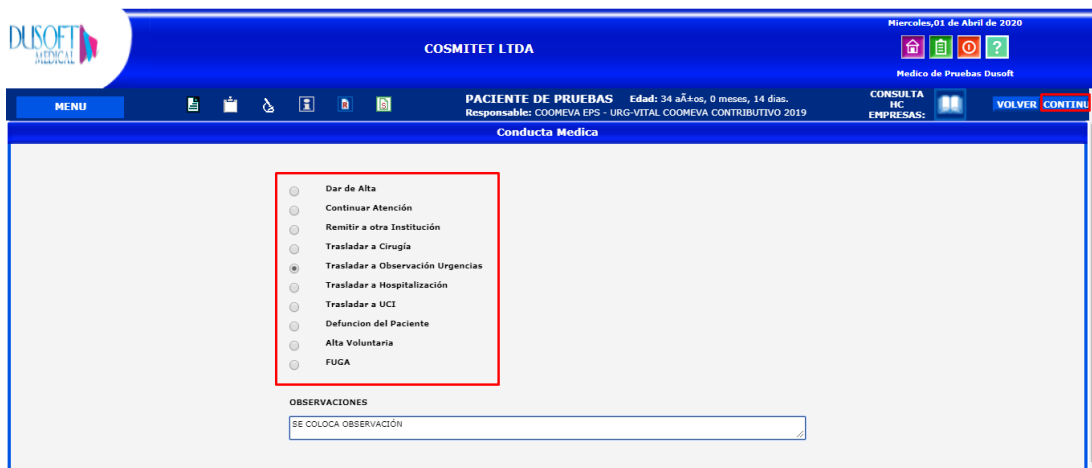 DUSOFT
MEDICAL
COSMITET LTDA
Miercoles,01 de Abril de 2020
?
Medico de Pruebas Dusoft
MENU
PACIENTE DE PRUEBAS Edad: 34 aÃ±os, 0 meses, 14 dias.
Responsable: COOMEVA EPS - URG-VITAL COOMEVA CONTRIBUTIVO 2019
CONSULTA
HC
EMPRESAS:
VOLVER CONTINU
Conducta Medica
Dar de Alta
Continuar Atención
Remitir a otra Institución
Trasladar a Cirugía
Trasladar a Observación Urgencias
Trasladar a Hospitalización
Trasladar a UCI
Defuncion del Paciente
Alta Voluntaria
FUGA
OBSERVACIONES
SE COLOCA OBSERVACIÓN